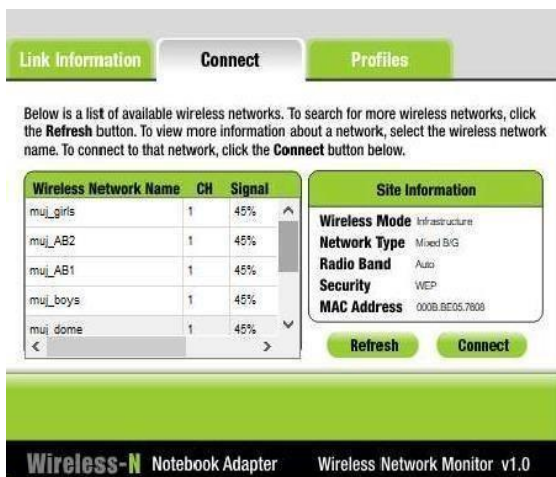 Link Information
Connect
Profiles
Below is a list of available wireless networks. To search for more wireless networks, click
the Refresh button. To view more information about a network, select the wireless network
name. To connect to that network, click the Connect button below.
Wireless Network Name CH Signal
muj_girls 1 45%
muj_AB2 1 45%
muj_AB1 1 45%
muj_boys 1 45%
muj_dome 1 45%
Site Information
Wireless Mode Infrastructure
Network Type Mixed B/G
Radio Band Auto
Security WEP
MAC Address 000B.BE05.7808
Refresh
Connect
Wireless-N Notebook Adapter
Wireless Network Monitor v1.0